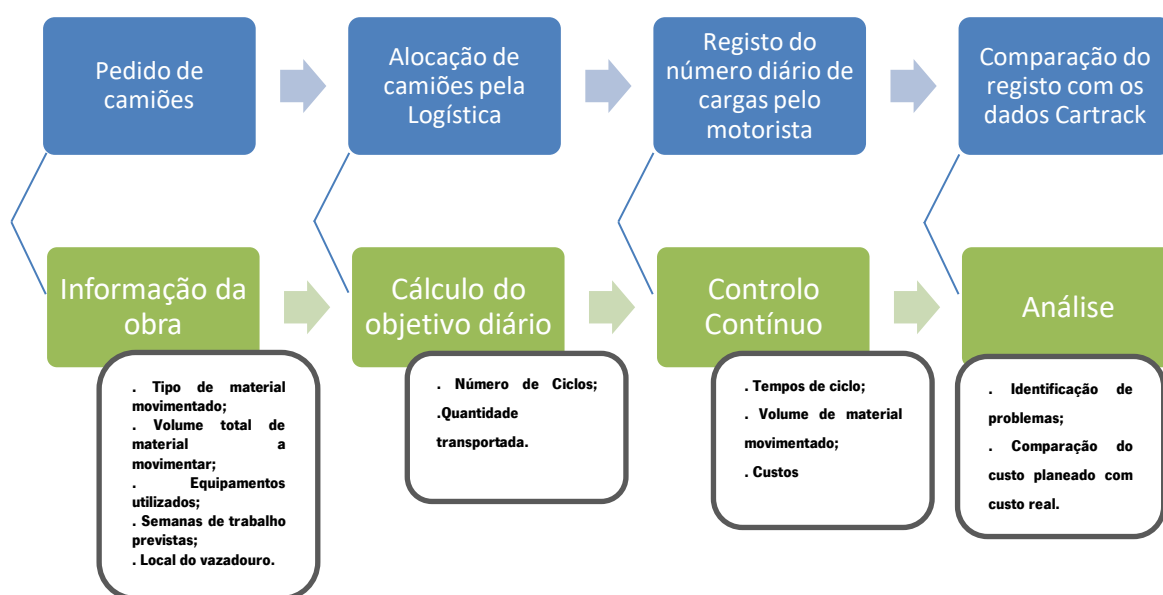 Pedido de
camiões
Alocação de
camiões pela
Logística
Registo do
número diário de
cargas pelo
motorista
Comparação do
registo com os
dados Cartrack
Informação da
obra
Cálculo do
objetivo diário
Controlo
Contínuo
Análise
. Tipo de material
movimentado;
. Volume total de
material a
movimentar;
. Equipamentos
utilizados;
. Semanas de trabalho
previstas;
. Local do vazadouro.
. Número de Ciclos;
.Quantidade
transportada.
. Tempos de ciclo;
. Volume de material
movimentado;
. Custos
. Identificação de
problemas;
. Comparação do
custo planeado com
custo real.